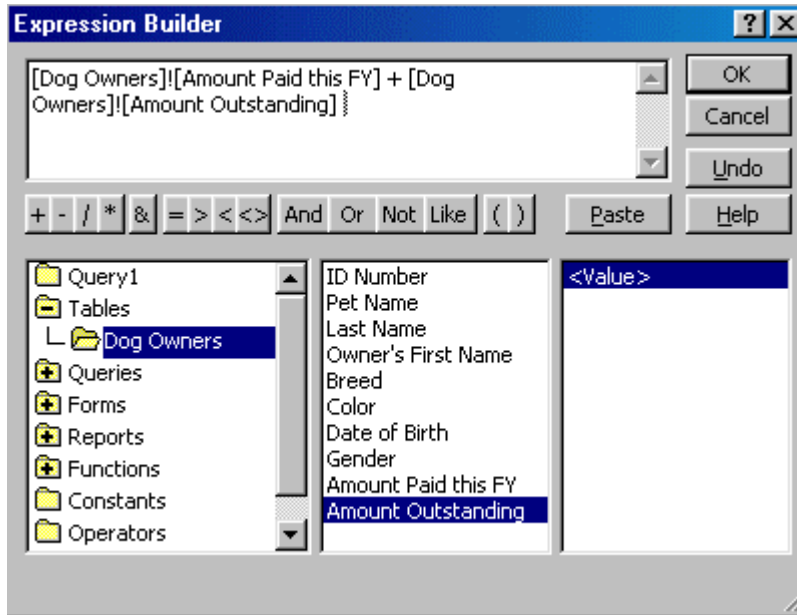 Expression Builder
? X
[Dog Owners]![Amount Paid this FY] + [Dog
Owners]![Amount Outstanding]
OK
Cancel
Undo
+ - / * & = > < <> And Or Not Like ( ) Paste Help
Query1
Tables
Dog Owners
Queries
Forms
Reports
Functions
Constants
Operators
ID Number
Pet Name
Last Name
Owner's First Name
Breed
Color
Date of Birth
Gender
Amount Paid this FY
Amount Outstanding
<Value>